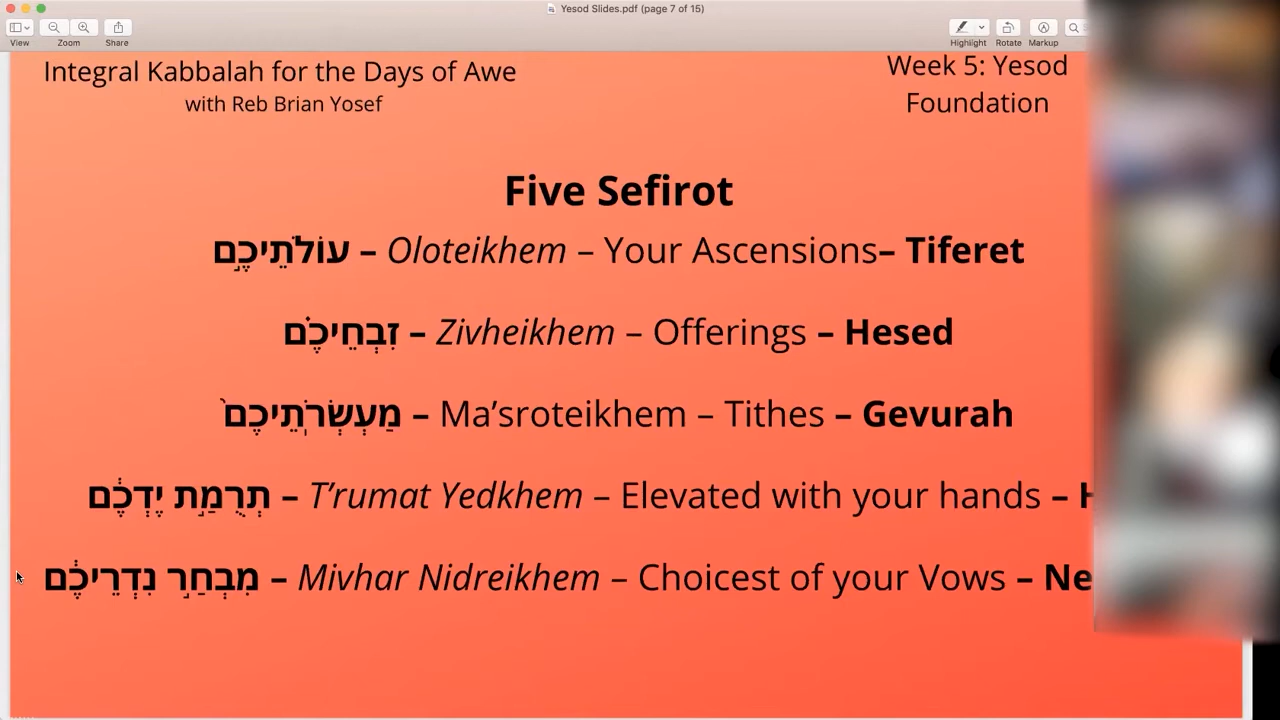 Yesod Slides.pdf (page 7 of 15)
View Zoom Share Highlight Rotate Markup
Integral Kabbalah for the Days of Awe
with Reb Brian Yosef
Week 5: Yesod
Foundation
Five Sefirot
עוֹלֹתֵיכֶ֣ם – Oloteikhem – Your Ascensions– Tiferet
זִבְחֵיכֶ֗ם – Zivheikhem – Offerings – Hesed
מַעְשְׂרֹֽתֵיכֶם֙ – Ma’sroteikhem – Tithes – Gevurah
תְּרֻמַ֣ת יֶדְכֶ֔ם – T’rumat Yedkhem – Elevated with your hands –
מִבְחַ֣ר נִדְרֵיכֶ֔ם – Mivhar Nidreikhem – Choicest of your Vows –